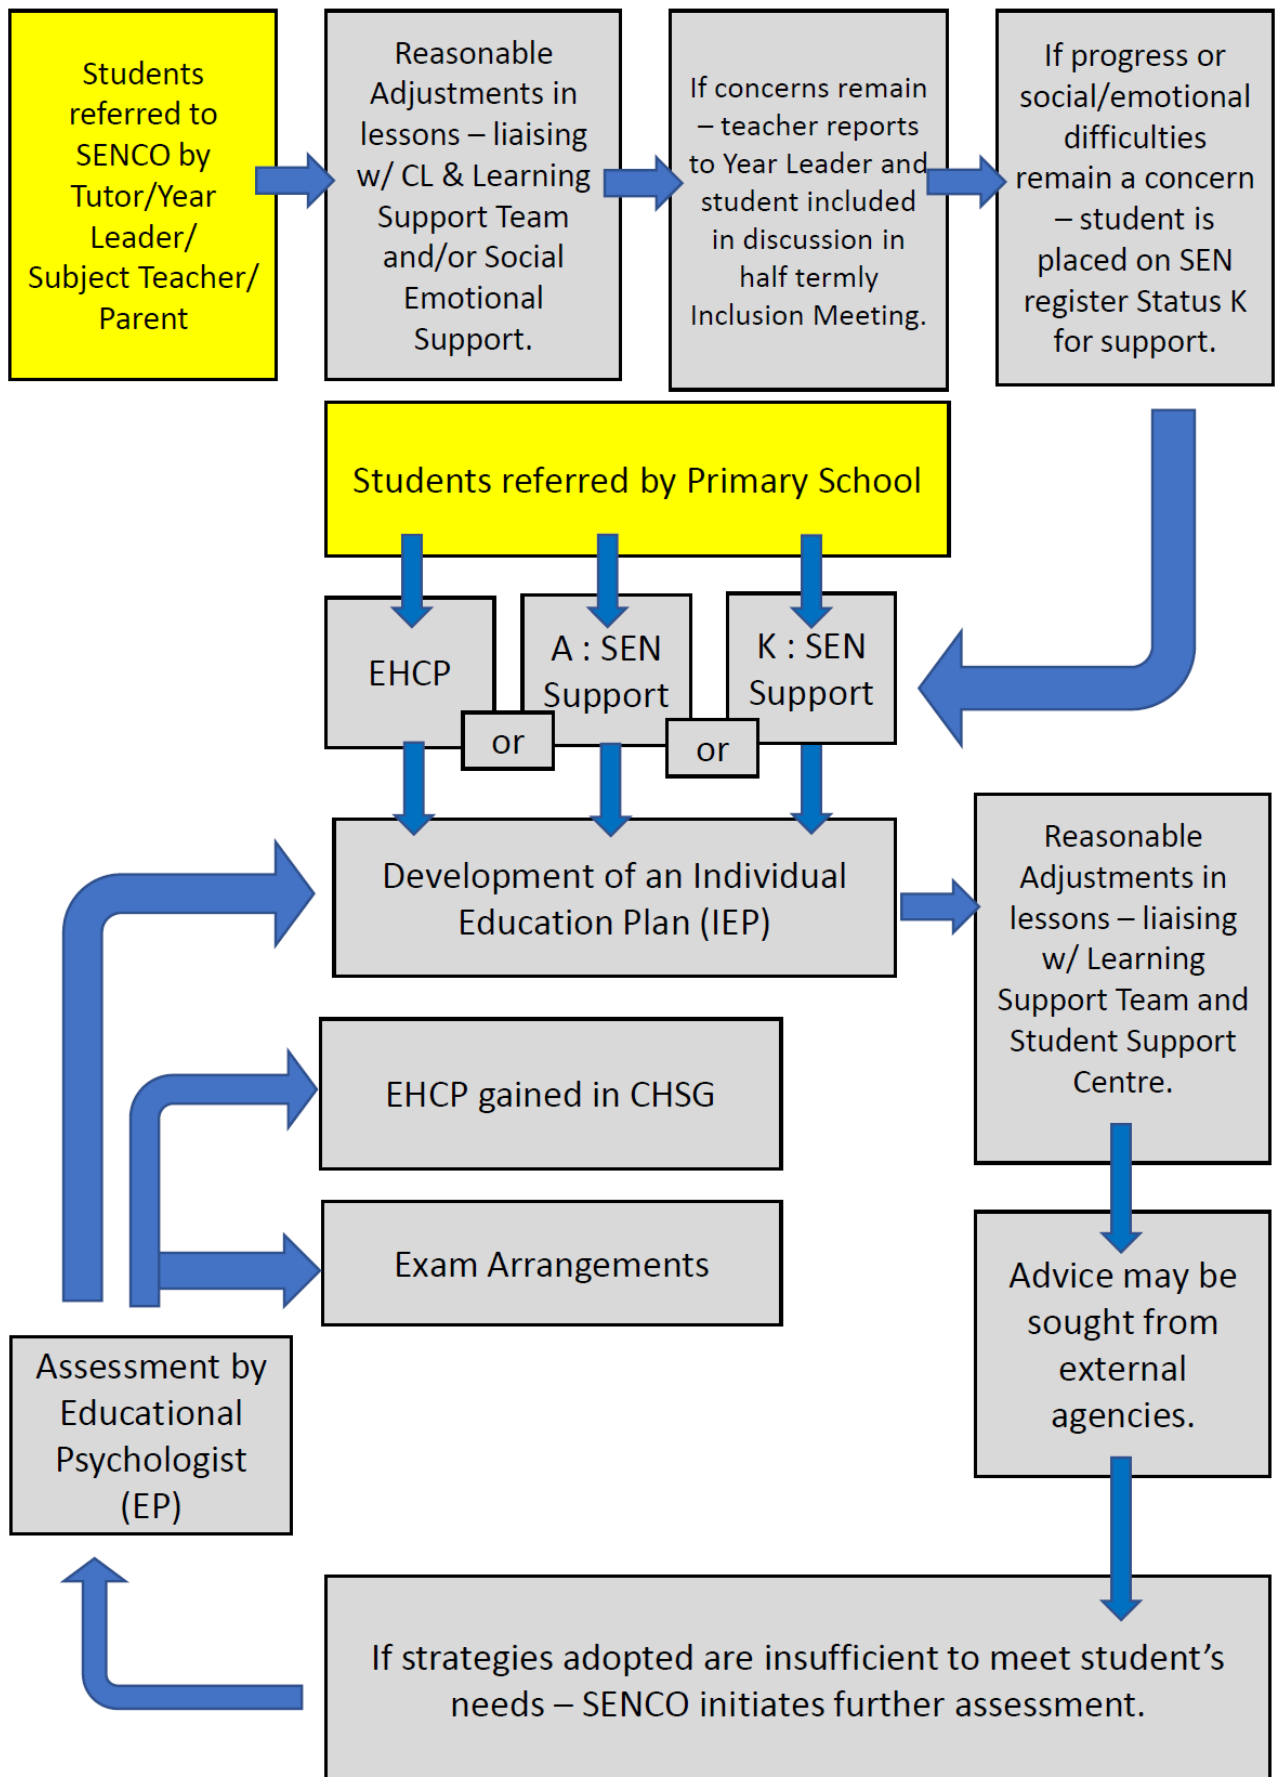 Students
referred to
SENCO by
Tutor/Year
Leader/
Subject Teacher/
Parent
Reasonable
Adjustments in
lessons – liaising
w/ CL & Learning
Support Team
and/or Social
Emotional
Support.
If concerns remain
– teacher reports
to Year Leader and
student included
in discussion in
half termly
Inclusion Meeting.
If progress or
social/emotional
difficulties
remain a concern
– student is
placed on SEN
register Status K
for support.
Students referred by Primary School
EHCP
or
A : SEN
Support
or
K : SEN
Support
Development of an Individual
Education Plan (IEP)
Reasonable
Adjustments in
lessons – liaising
w/ Learning
Support Team and
Student Support
Centre.
EHCP gained in CHSG
Exam Arrangements
Advice may be
sought from
external
agencies.
Assessment by
Educational
Psychologist
(EP)
If strategies adopted are insufficient to meet student’s
needs – SENCO initiates further assessment.